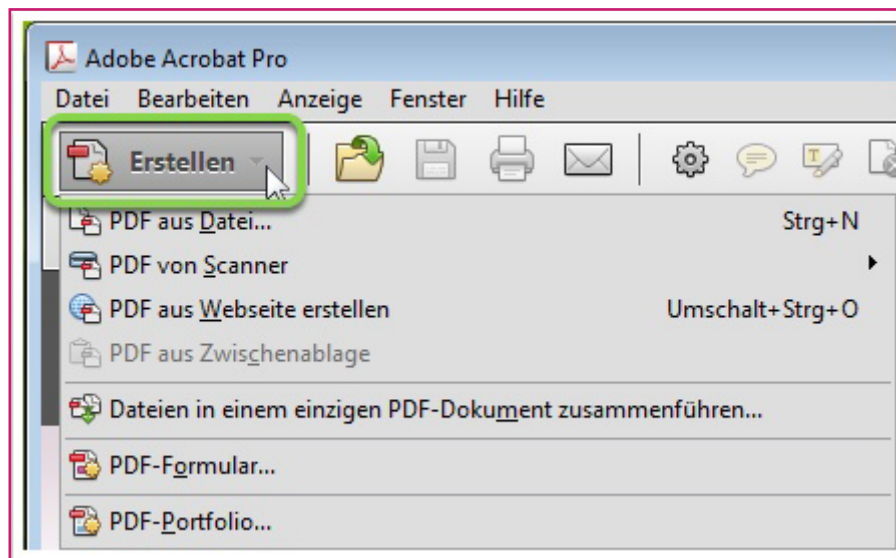 Adobe Acrobat Pro
Datei Bearbeiten Anzeige Fenster Hilfe
Erstellen
PDF aus Datei... Strg+N
PDF von Scanner
PDF aus Webseite erstellen Umschalt+Strg+O
PDF aus Zwischenablage
Dateien in einem einzigen PDF-Dokument zusammenführen...
PDF-Formular...
PDF-Portfolio...